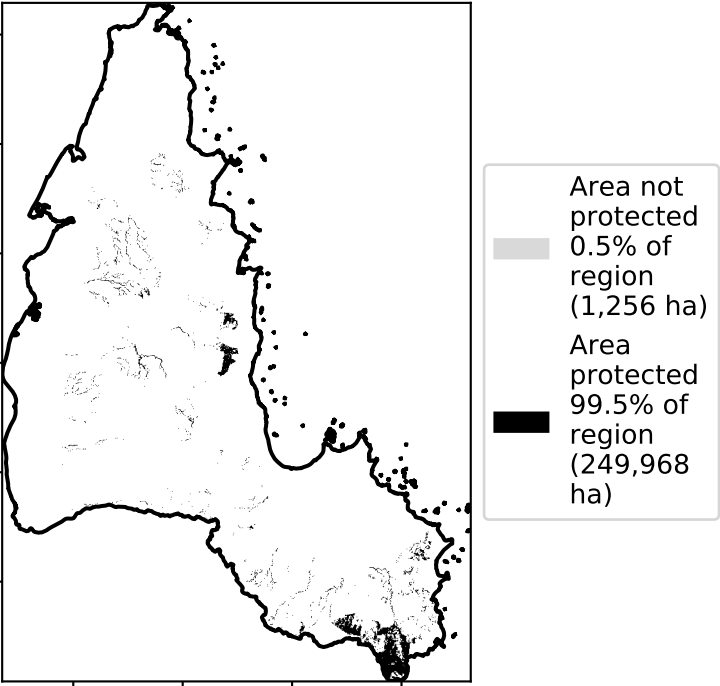 Area not
protected
0.5% of
region
(1,256 ha)
Area
protected
99.5% of
region
(249,968
ha)